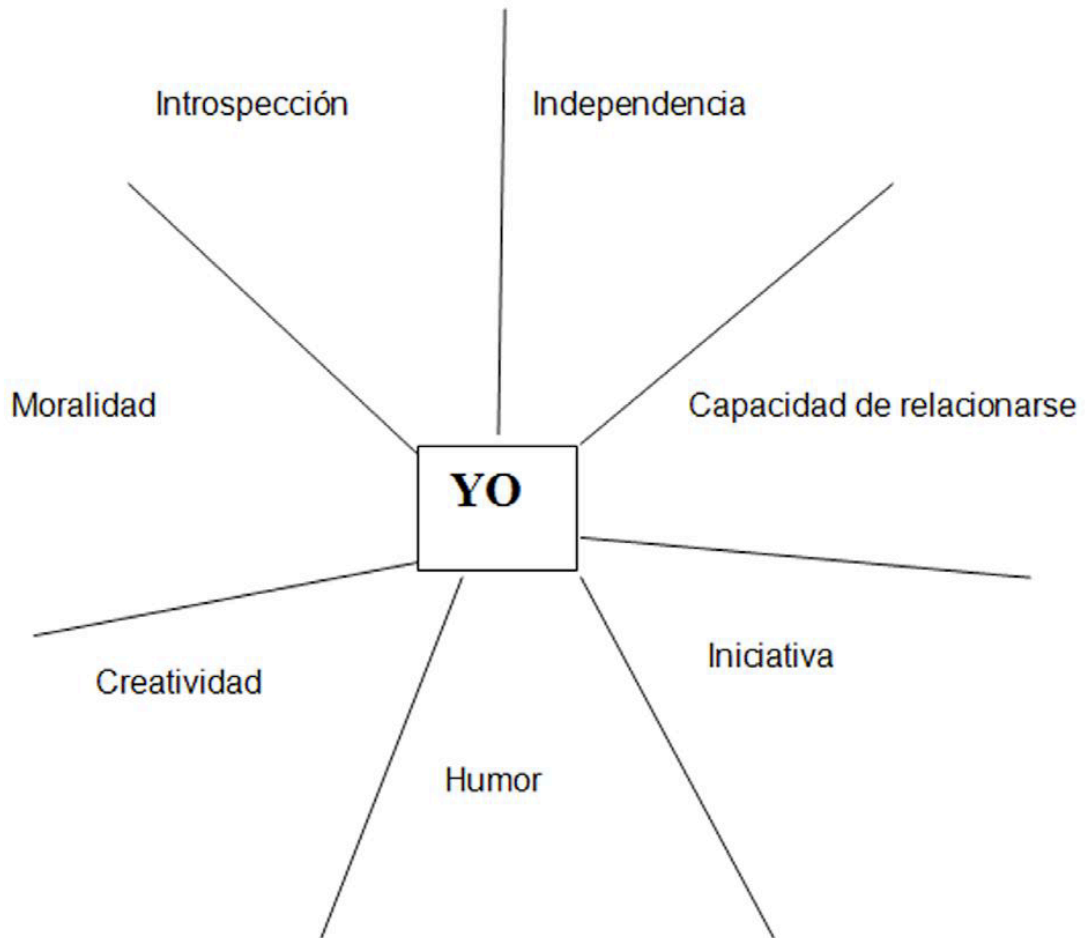 Introspección
Independencia
Moralidad
Capacidad de relacionarse
YO
Creatividad
Iniciativa
Humor